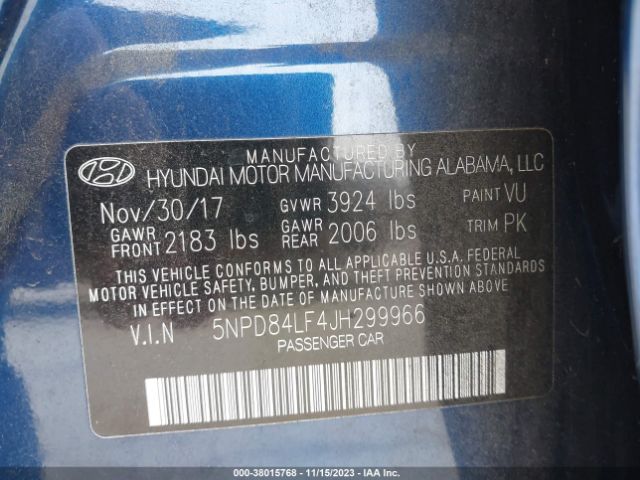 MANUFACTURED BY
HYUNDAI MOTOR MANUFACTURING ALABAMA, LLC
Nov/30/17 GVWR 3924 lbs PAINT VU
GAWR FRONT 2183 lbs GAWR REAR 2006 lbs TRIM PK
THIS VEHICLE CONFORMS TO ALL APPLICABLE U.S.A. FEDERAL
MOTOR VEHICLE SAFETY, BUMPER, AND THEFT PREVENTION STANDARDS
IN EFFECT ON THE DATE OF MANUFACTURE SHOWN ABOVE.
V.I.N 5NPD84LF4JH299966
PASSENGER CAR
000-38015768 - 11/15/2023 - IAA Inc.